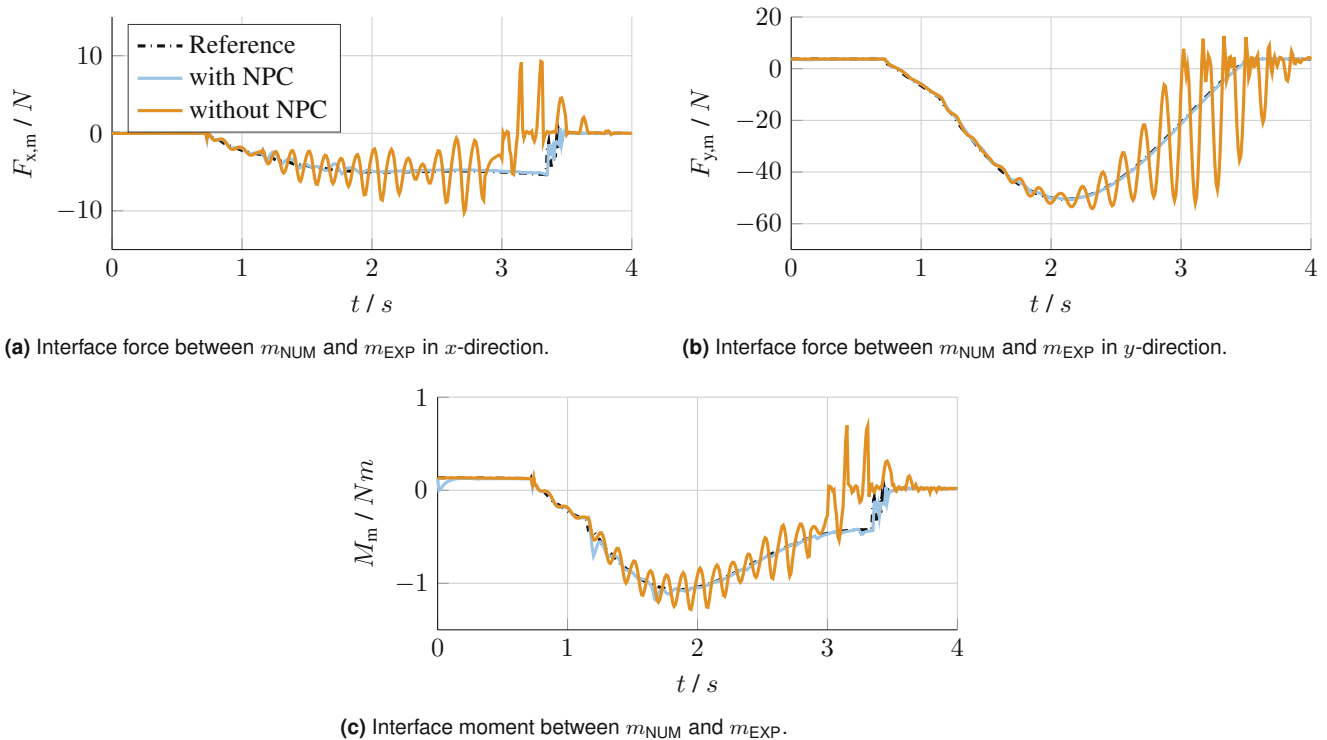 Reference
with NPC
without NPC
10
0
−10
F_x,m / N
0
1
2
3
4
t / s
(a) Interface force between m_NUM and m_EXP in x-direction.
20
0
−20
−40
−60
F_y,m / N
0
1
2
3
4
t / s
(b) Interface force between m_NUM and m_EXP in y-direction.
1
0
−1
M_m / Nm
0
1
2
3
4
t / s
(c) Interface moment between m_NUM and m_EXP.